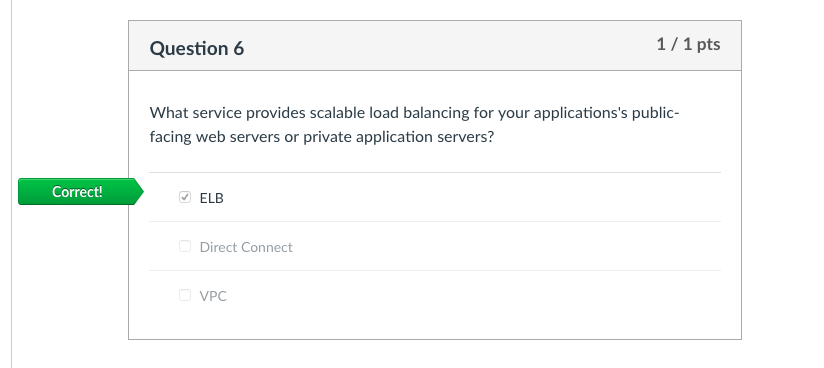 Question 6
1 / 1 pts
What service provides scalable load balancing for your applications's public-
facing web servers or private application servers?
Correct!
ELB
Direct Connect
VPC